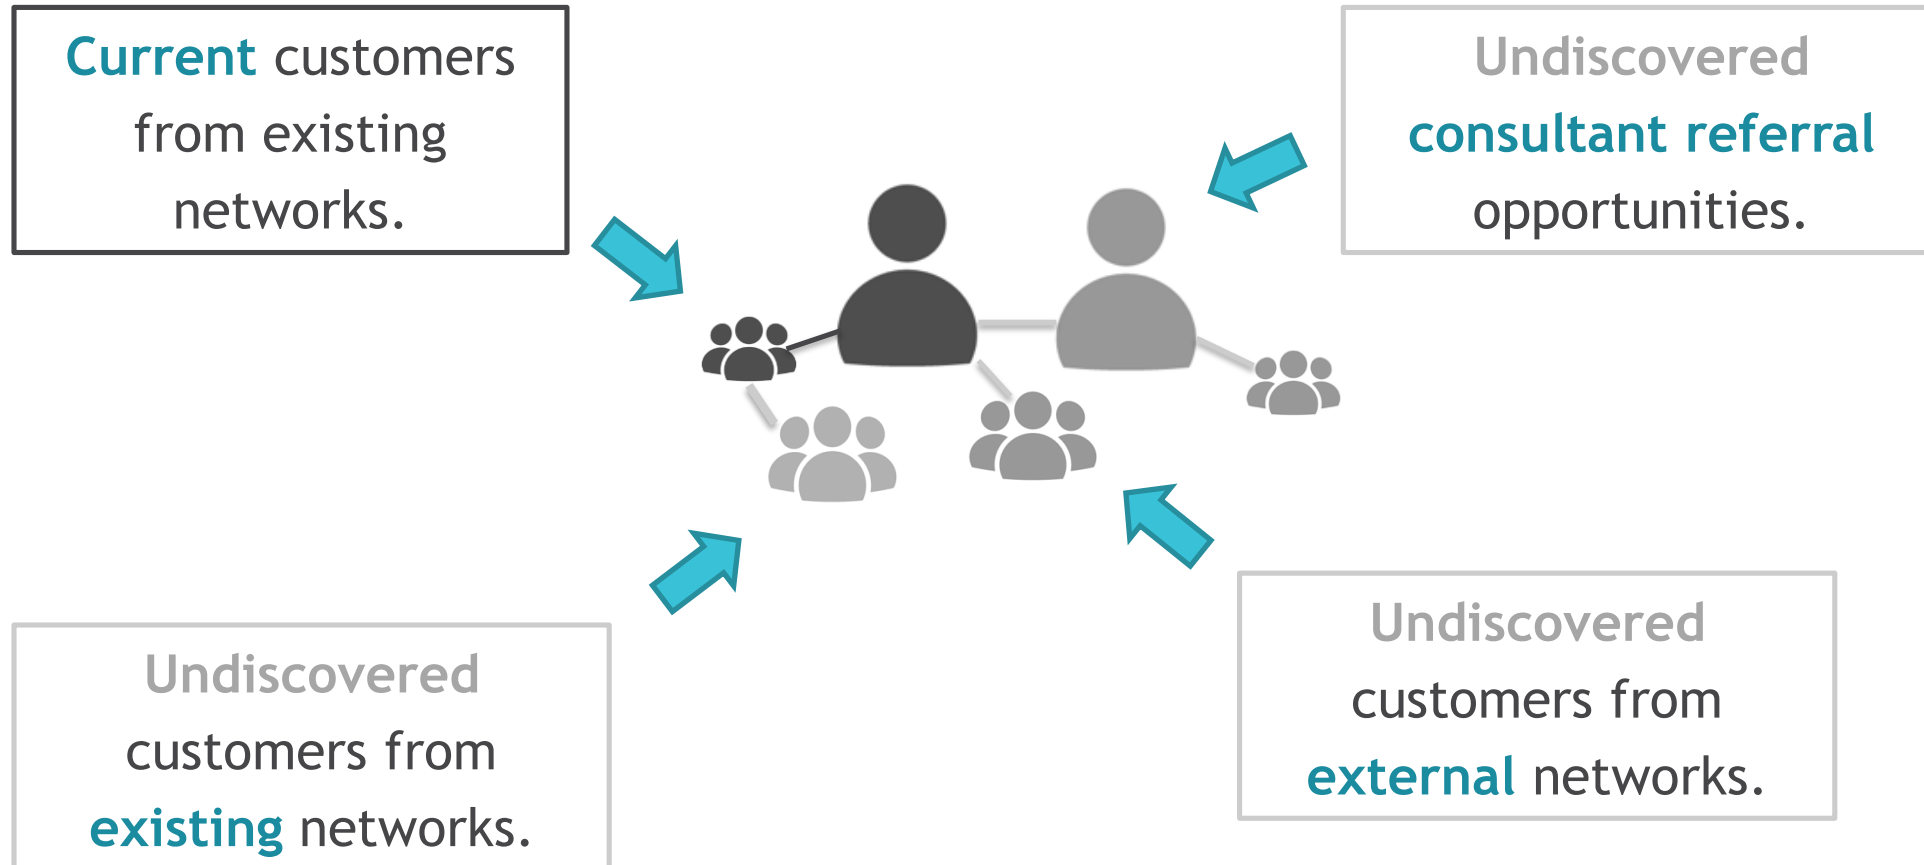 Current customers
from existing
networks.
Undiscovered
consultant referral
opportunities.
Undiscovered
customers from
existing networks.
Undiscovered
customers from
external networks.